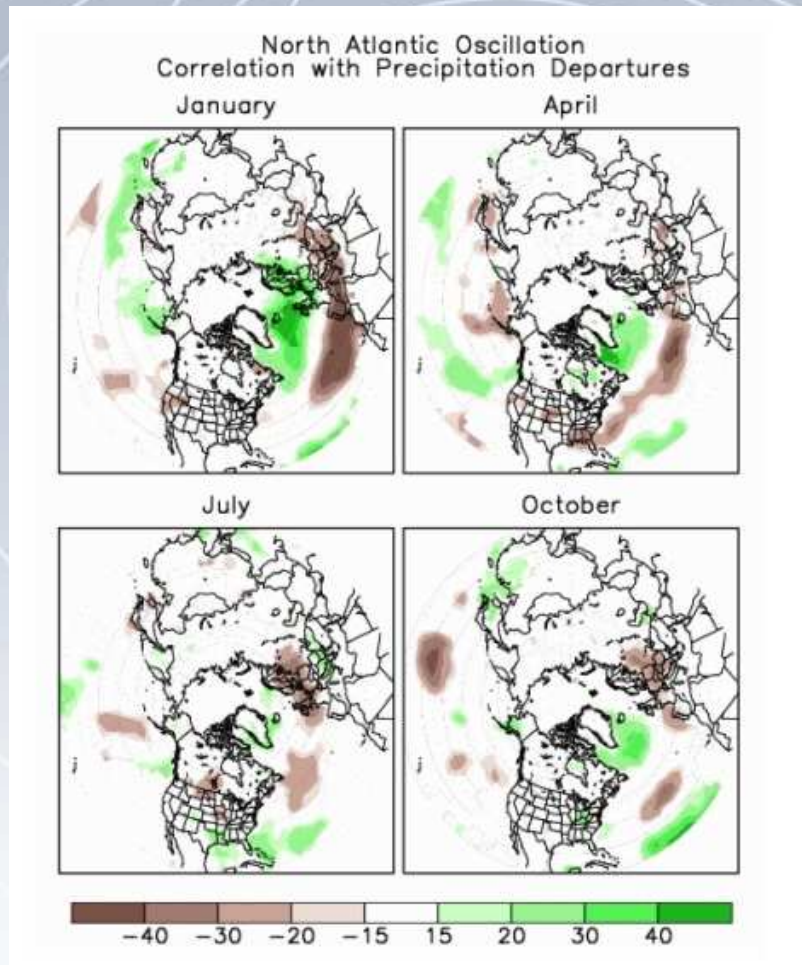 North Atlantic Oscillation
Correlation with Precipitation Departures
January
April
July
October
−40 −30 −20 −15 15 20 30 40